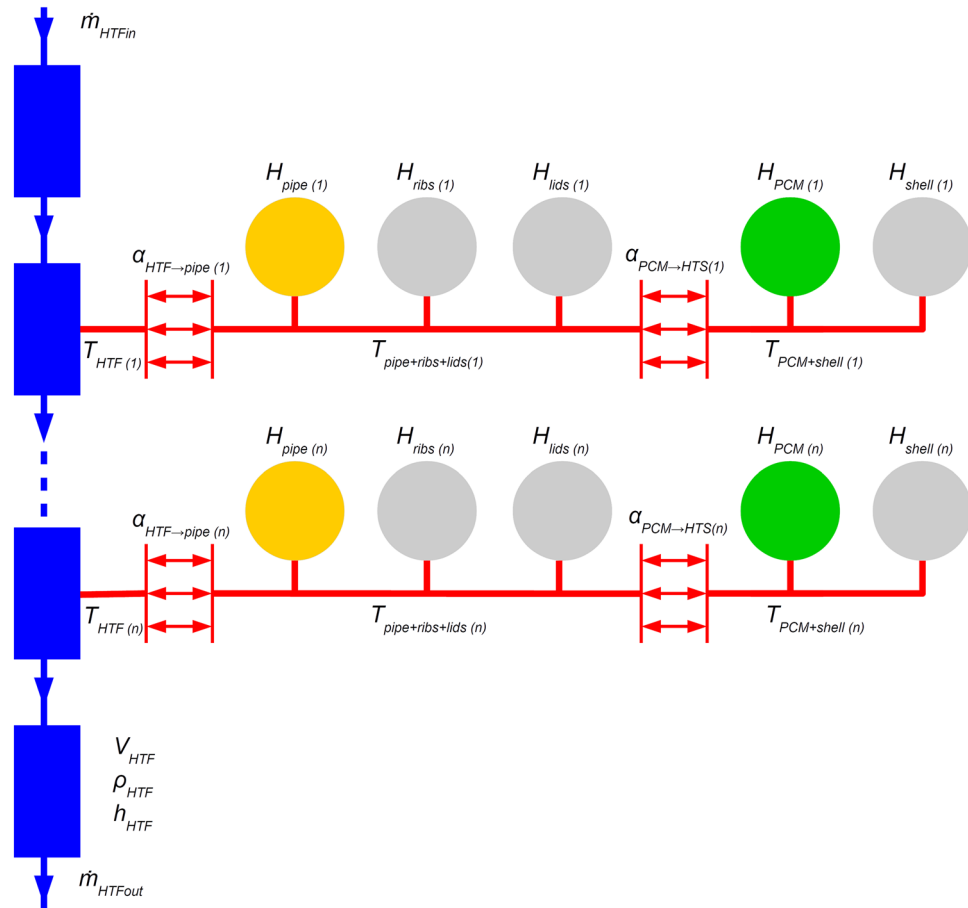 ṁHTFin
Hpipe (1) Hribs (1) Hlids (1) HPCM (1) Hshell (1)
αHTF→pipe (1) αPCM→HTS(1)
THTF (1) Tpipe+ribs+lids(1) TPCM+shell (1)
Hpipe (n) Hribs (n) Hlids (n) HPCM (n) Hshell (n)
αHTF→pipe (n) αPCM→HTS(n)
THTF (n) Tpipe+ribs+lids (n) TPCM+shell (n)
VHTF
ρHTF
hHTF
ṁHTFout